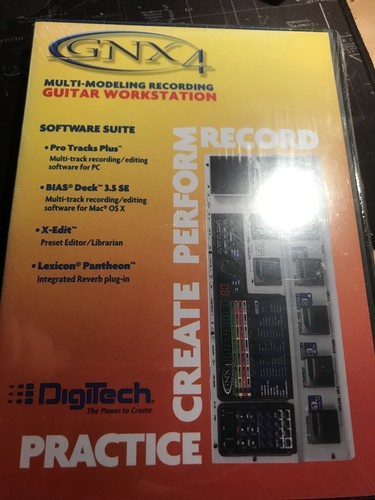 GNX4
MULTI-MODELING RECORDING
GUITAR WORKSTATION
SOFTWARE SUITE
• Pro Tracks Plus™
Multi-track recording/editing
software for PC
• BIAS® Deck™ 3.5 SE
Multi-track recording/editing
software for Mac® OS X
• X-Edit™
Preset Editor/Librarian
• Lexicon® Pantheon™
Integrated Reverb plug-in
DigiTech®
The Power to Create
PRACTICE
CREATE
PERFORM
RECORD
GNX4